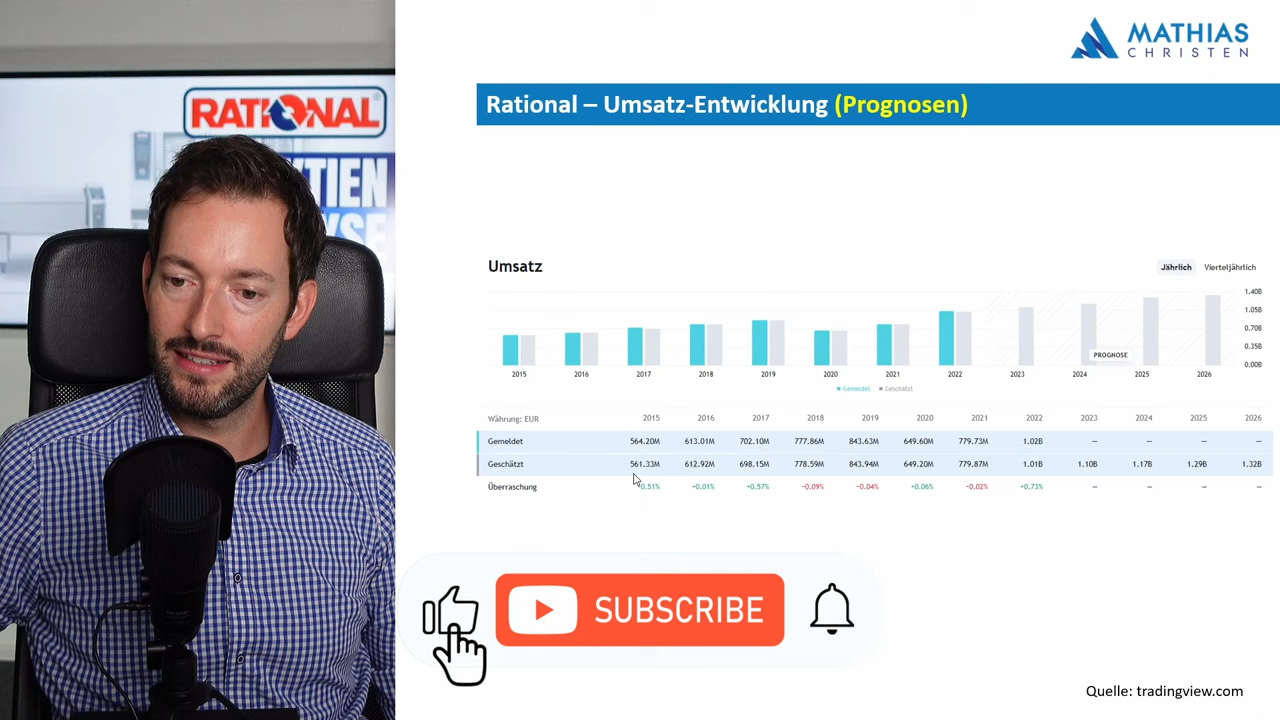 MATHIAS
CHRISTEN
RATIONAL
Rational – Umsatz-Entwicklung (Prognosen)
Umsatz
Jährlich Vierteljährlich
1.40B
1.05B
0.70B
0.35B
0.00B
PROGNOSE
2015 2016 2017 2018 2019 2020 2021 2022 2023 2024 2025 2026
Gemeldet Geschätzt
Währung: EUR 2015 2016 2017 2018 2019 2020 2021 2022 2023 2024 2025 2026
Gemeldet 564.20M 613.01M 702.10M 777.86M 843.63M 649.60M 779.73M 1.02B — — — —
Geschätzt 561.33M 612.92M 698.15M 778.59M 843.94M 649.20M 779.87M 1.01B 1.10B 1.17B 1.29B 1.32B
Überraschung +0.51% +0.01% +0.57% −0.09% −0.04% +0.06% −0.02% +0.73% — — — —
SUBSCRIBE
Quelle: tradingview.com